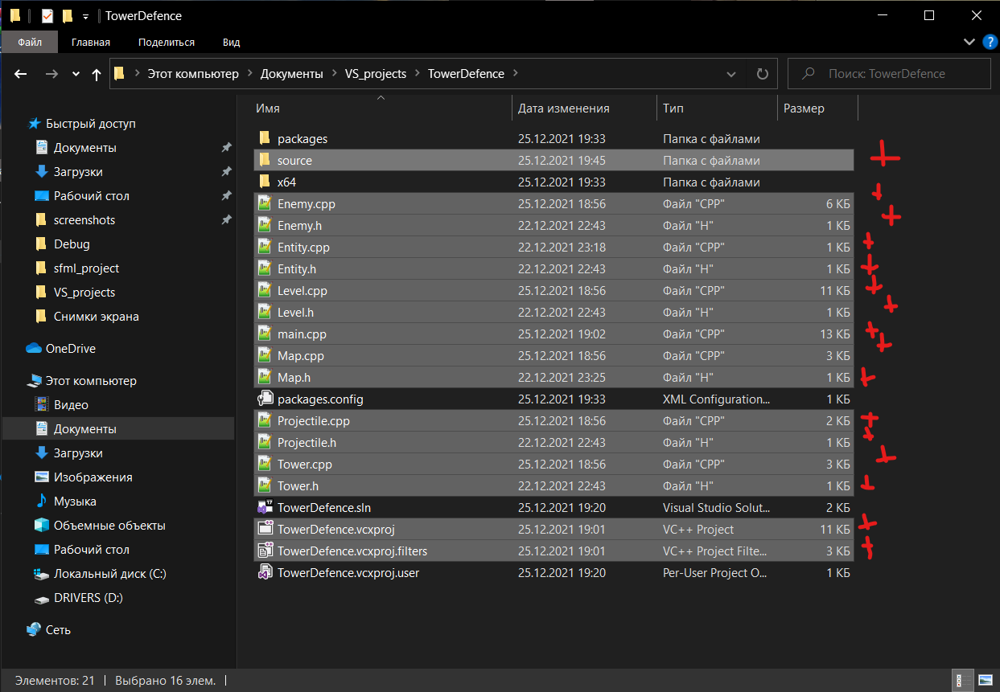 TowerDefence
Файл Главная Поделиться Вид
Этот компьютер Документы VS_projects TowerDefence Поиск: TowerDefence
Имя Дата изменения Тип Размер
Быстрый доступ
Документы
Загрузки
Рабочий стол
screenshots
Debug
sfml_project
VS_projects
Снимки экрана
OneDrive
Этот компьютер
Видео
Документы
Загрузки
Изображения
Музыка
Объемные объекты
Рабочий стол
Локальный диск (C:)
DRIVERS (D:)
Сеть
packages 25.12.2021 19:33 Папка с файлами
source 25.12.2021 19:45 Папка с файлами
x64 25.12.2021 19:33 Папка с файлами
Enemy.cpp 25.12.2021 18:56 Файл "CPP" 6 КБ
Enemy.h 22.12.2021 22:43 Файл "H" 1 КБ
Entity.cpp 22.12.2021 23:18 Файл "CPP" 1 КБ
Entity.h 22.12.2021 22:43 Файл "H" 1 КБ
Level.cpp 25.12.2021 18:56 Файл "CPP" 11 КБ
Level.h 22.12.2021 22:43 Файл "H" 1 КБ
main.cpp 25.12.2021 19:02 Файл "CPP" 13 КБ
Map.cpp 25.12.2021 18:56 Файл "CPP" 3 КБ
Map.h 22.12.2021 23:25 Файл "H" 1 КБ
packages.config 25.12.2021 19:33 XML Configuration... 1 КБ
Projectile.cpp 25.12.2021 18:56 Файл "CPP" 2 КБ
Projectile.h 22.12.2021 22:43 Файл "H" 1 КБ
Tower.cpp 25.12.2021 18:56 Файл "CPP" 3 КБ
Tower.h 22.12.2021 22:43 Файл "H" 1 КБ
TowerDefence.sln 25.12.2021 19:20 Visual Studio Solut... 2 КБ
TowerDefence.vcxproj 25.12.2021 19:01 VC++ Project 11 КБ
TowerDefence.vcxproj.filters 25.12.2021 19:01 VC++ Project Filte... 3 КБ
TowerDefence.vcxproj.user 25.12.2021 19:20 Per-User Project O... 1 КБ
Элементов: 21 Выбрано 16 элем.